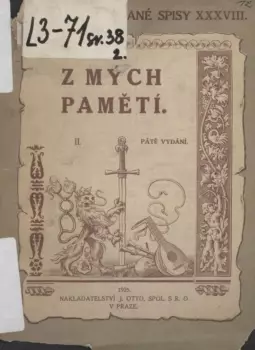 L3-71 sv. 38
2.
ANÉ SPISY XXXVIII.
Z MÝCH
PAMĚTÍ.
II. PÁTÉ VYDÁNÍ.
NAKLADATELSTVÍ J. OTTO, SPOL. S R. O.
V PRAZE.